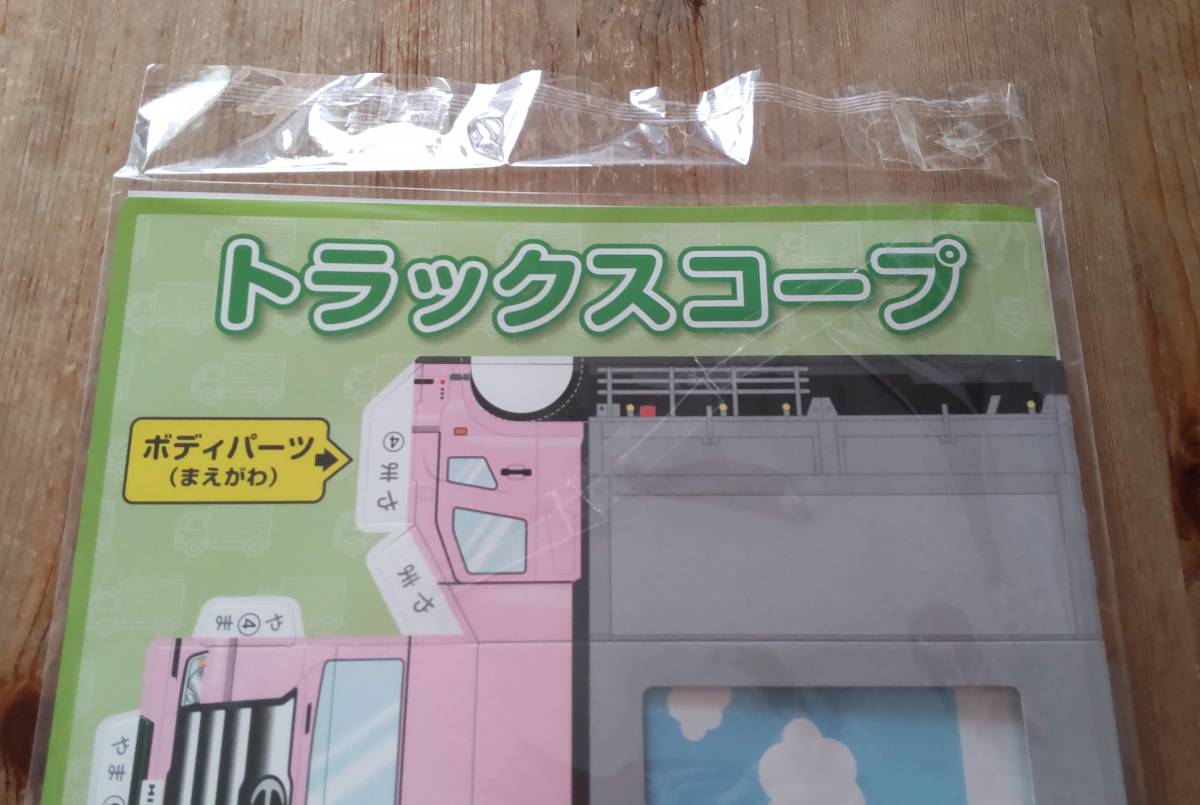 トラックスコープ
ボディパーツ
(まえがわ)
④
やま
やま
や④ま
やま